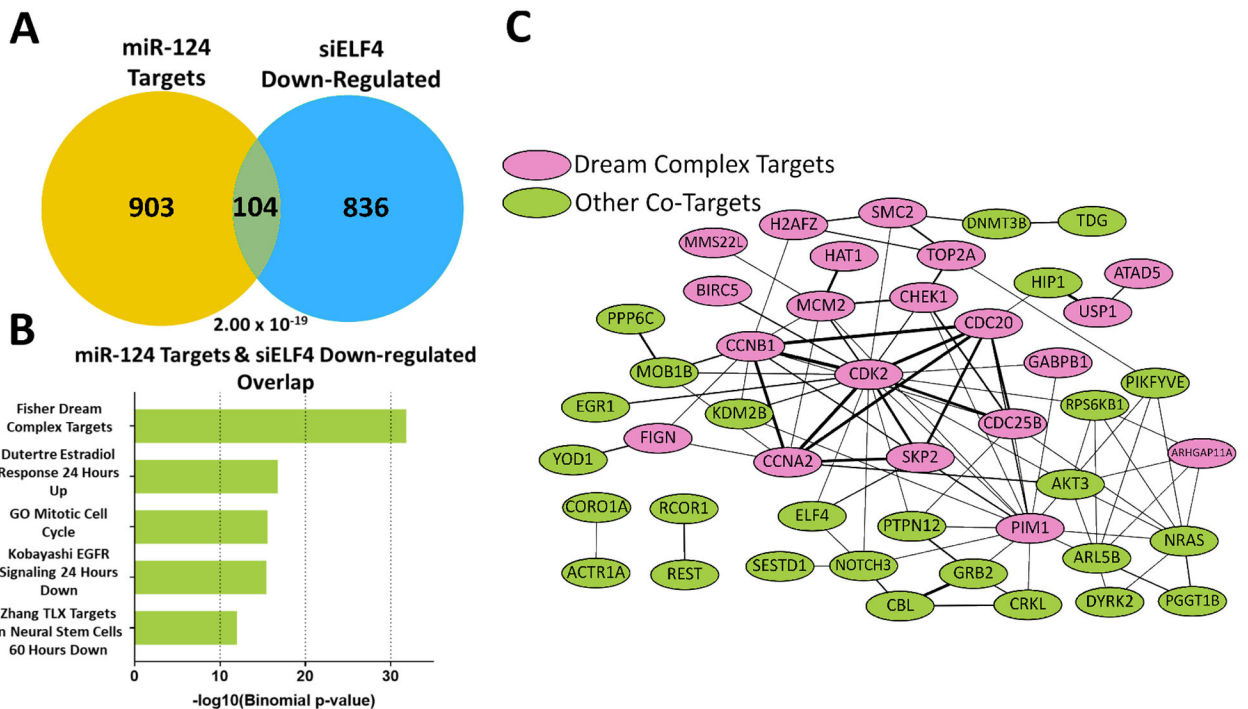 A
miR-124
Targets
siELF4
Down-Regulated
903
104
836
2.00 x 10-19
B
miR-124 Targets & siELF4 Down-regulated
Overlap
Fisher Dream
Complex Targets
Dutertre Estradiol
Response 24 Hours
Up
GO Mitotic Cell
Cycle
Kobayashi EGFR
Signaling 24 Hours
Down
Zhang TLX Targets
n Neural Stem Cells
60 Hours Down
0
10
20
30
-log10(Binomial p-value)
C
Dream Complex Targets
Other Co-Targets
H2AFZ
SMC2
DNMT3B
TDG
MMS22L
HAT1
TOP2A
HIP1
ATAD5
BIRC5
MCM2
CHEK1
USP1
PPP6C
CDC20
CCNB1
GABPB1
MOB1B
CDK2
PIKFYVE
EGR1
KDM2B
RPS6KB1
CDC25B
FIGN
YOD1
CCNA2
SKP2
ARHGAP11A
AKT3
CORO1A
RCOR1
ELF4
PTPN12
PIM1
NRAS
ACTR1A
REST
SESTD1
NOTCH3
GRB2
ARL5B
CBL
CRKL
DYRK2
PGGT1B